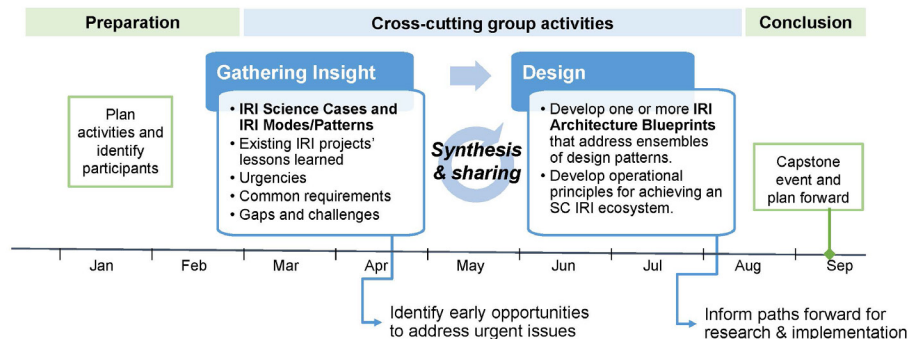 Preparation
Cross-cutting group activities
Conclusion
Gathering Insight
Design
Plan
activities and
identify
participants
• IRI Science Cases and
IRI Modes/Patterns
• Existing IRI projects'
lessons learned
• Urgencies
• Common requirements
• Gaps and challenges
Synthesis
& sharing
• Develop one or more IRI
Architecture Blueprints
that address ensembles
of design patterns.
• Develop operational
principles for achieving an
SC IRI ecosystem.
Capstone
event and
plan forward
Jan Feb Mar Apr May Jun Jul Aug Sep
Identify early opportunities
to address urgent issues
Inform paths forward for
research & implementation